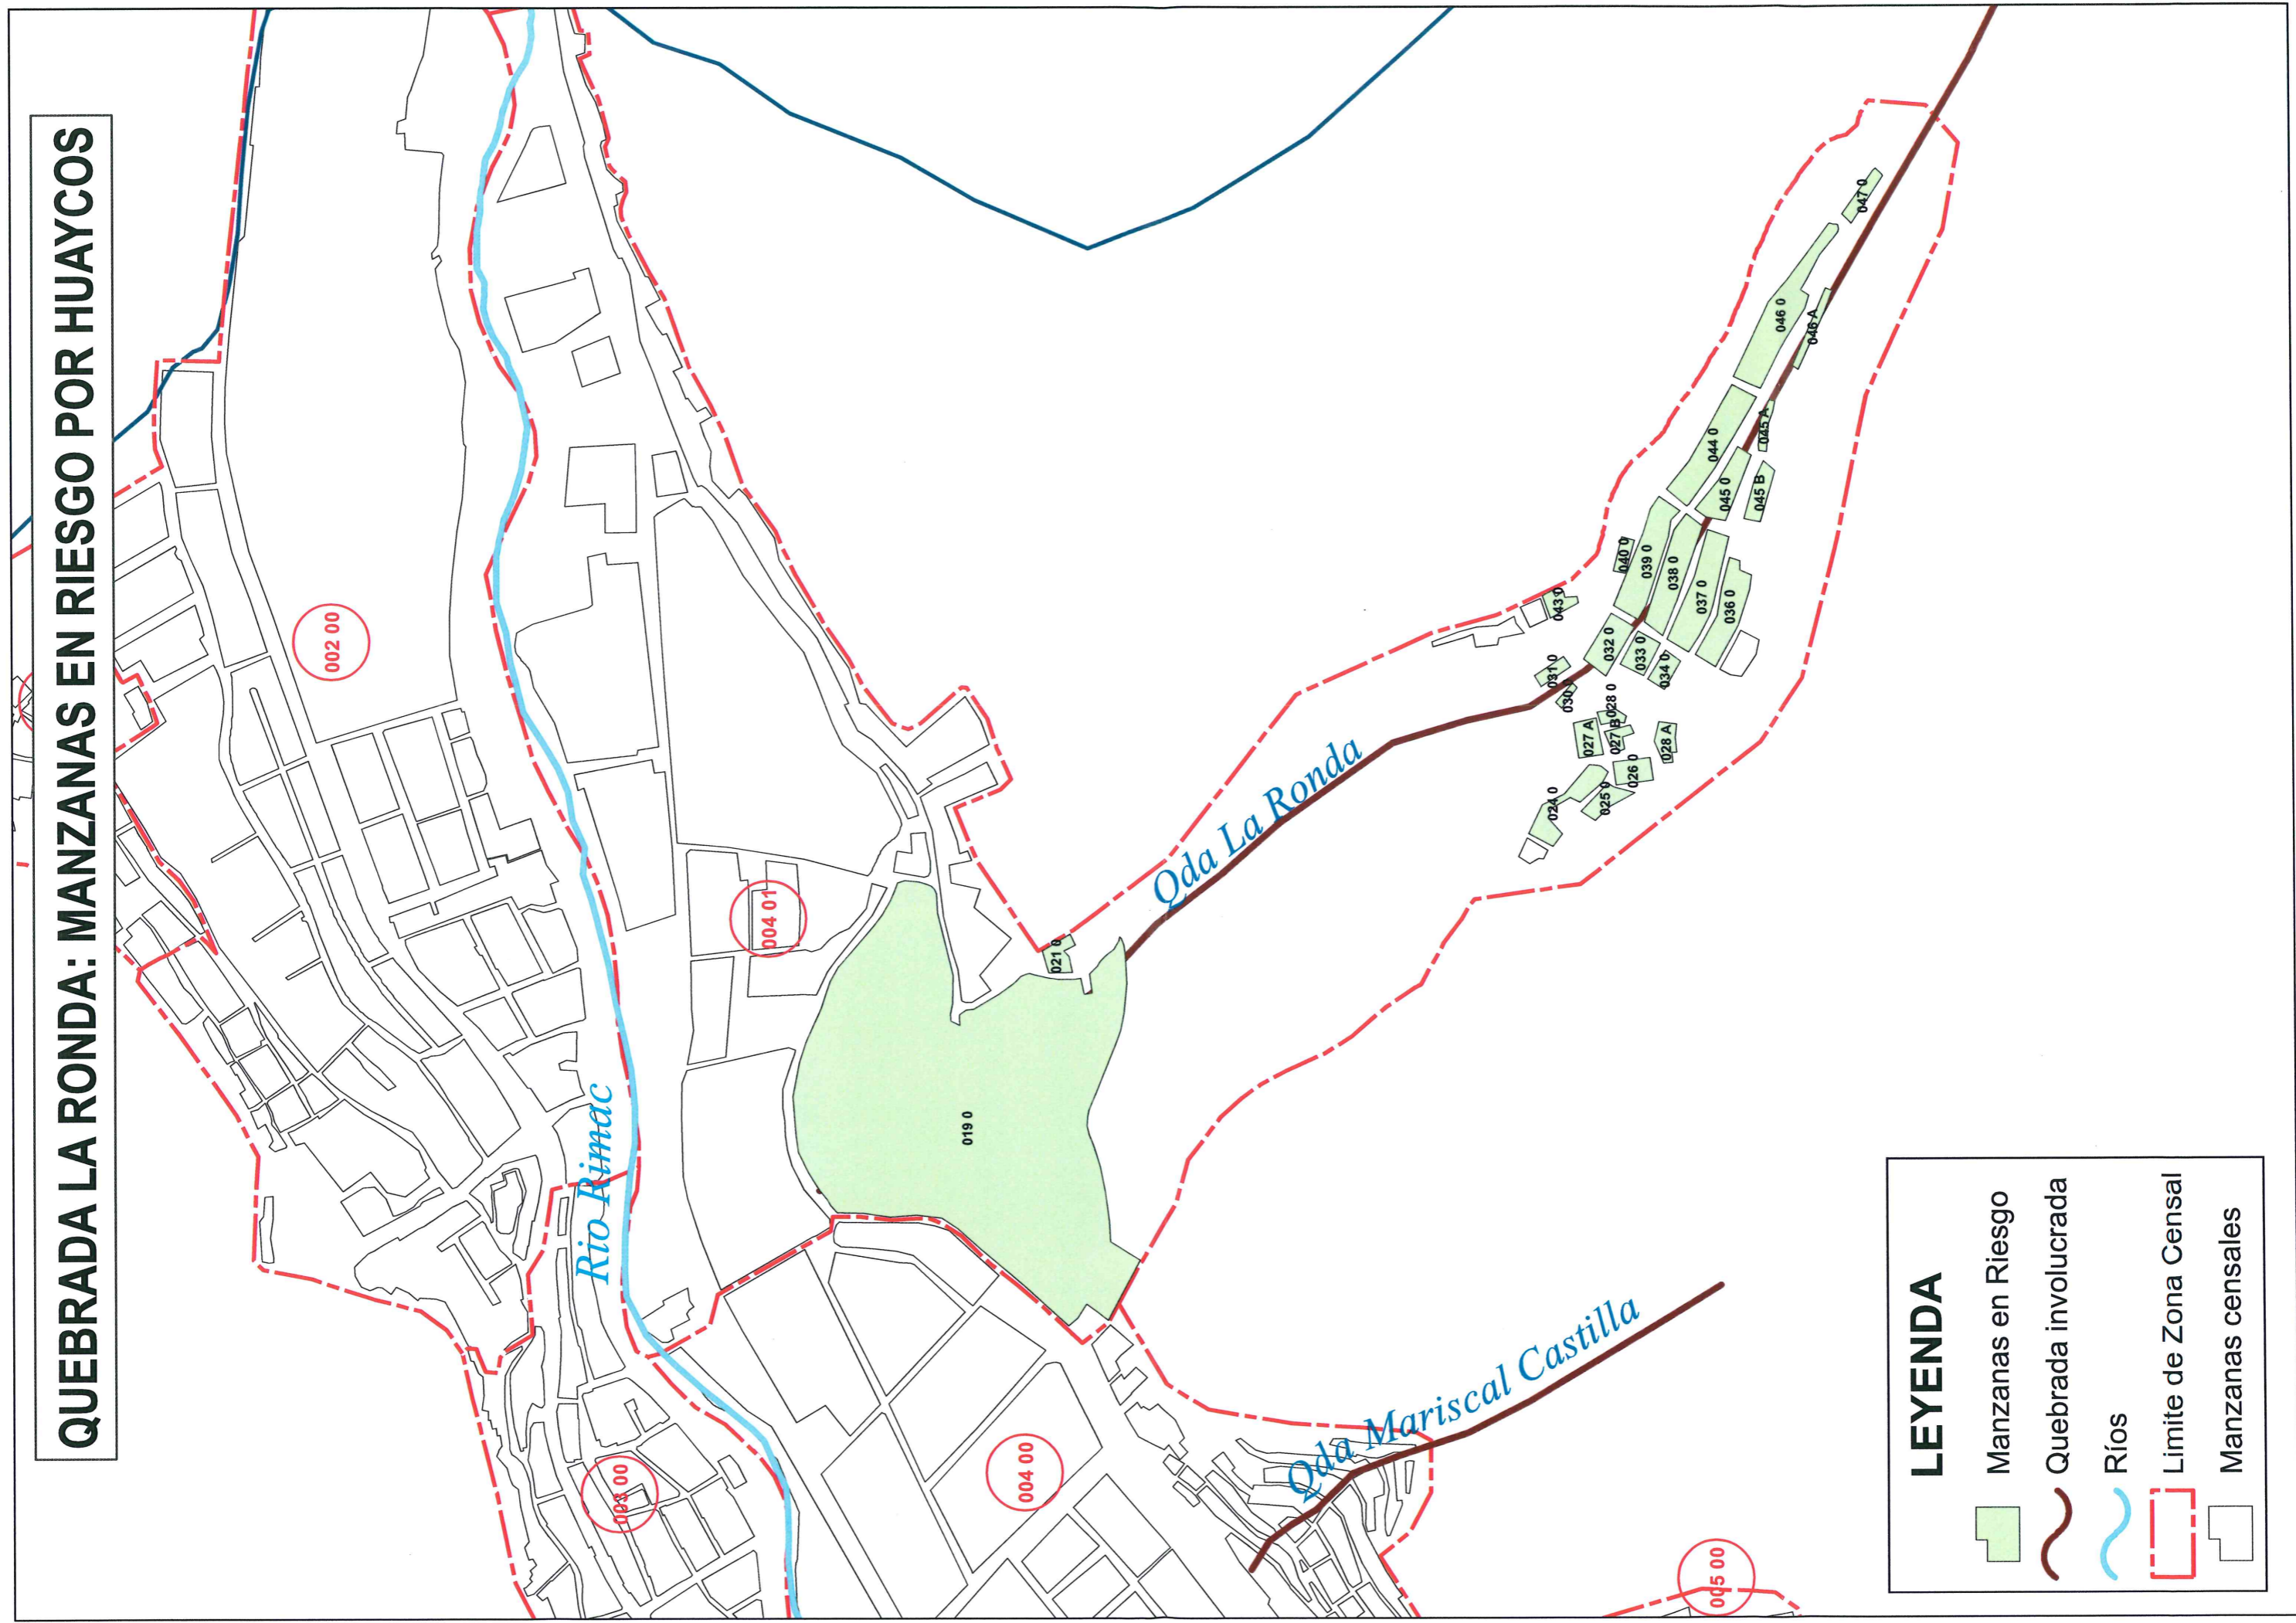 QUEBRADA LA RONDA: MANZANAS EN RIESGO POR HUAYCOS
002 00
004 01
003 00
004 00
005 00
Rio Rimac
Qda La Ronda
Qda Mariscal Castilla
019 0
021 0
024 0
025 0
026 0
027 A
027 B
028 0
028 A
030 0
031 0
032 0
033 0
034 0
036 0
037 0
038 0
039 0
040 0
043 0
044 0
045 0
045 A
045 B
046 0
046 A
047 0
LEYENDA
Manzanas en Riesgo
Quebrada involucrada
Ríos
Limite de Zona Censal
Manzanas censales